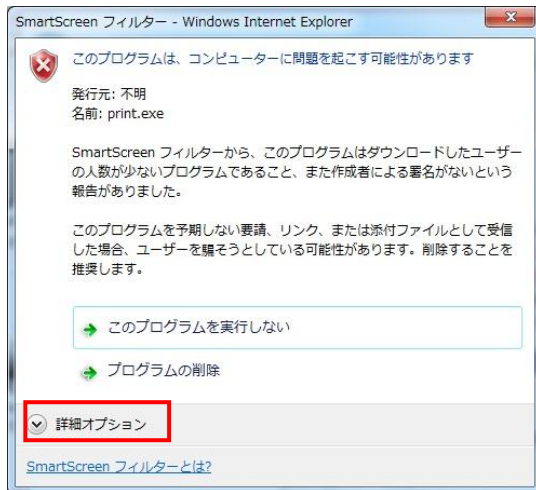 SmartScreen フィルター - Windows Internet Explorer
このプログラムは、コンピューターに問題を起こす可能性があります
発行元: 不明
名前: print.exe
SmartScreen フィルターから、このプログラムはダウンロードしたユーザー
の人数が少ないプログラムであること、また作成者による署名がないという
報告がありました。
このプログラムを予期しない要請、リンク、または添付ファイルとして受信
した場合、ユーザーを騙そうとしている可能性があります。削除することを
推奨します。
このプログラムを実行しない
プログラムの削除
詳細オプション
SmartScreen フィルターとは?